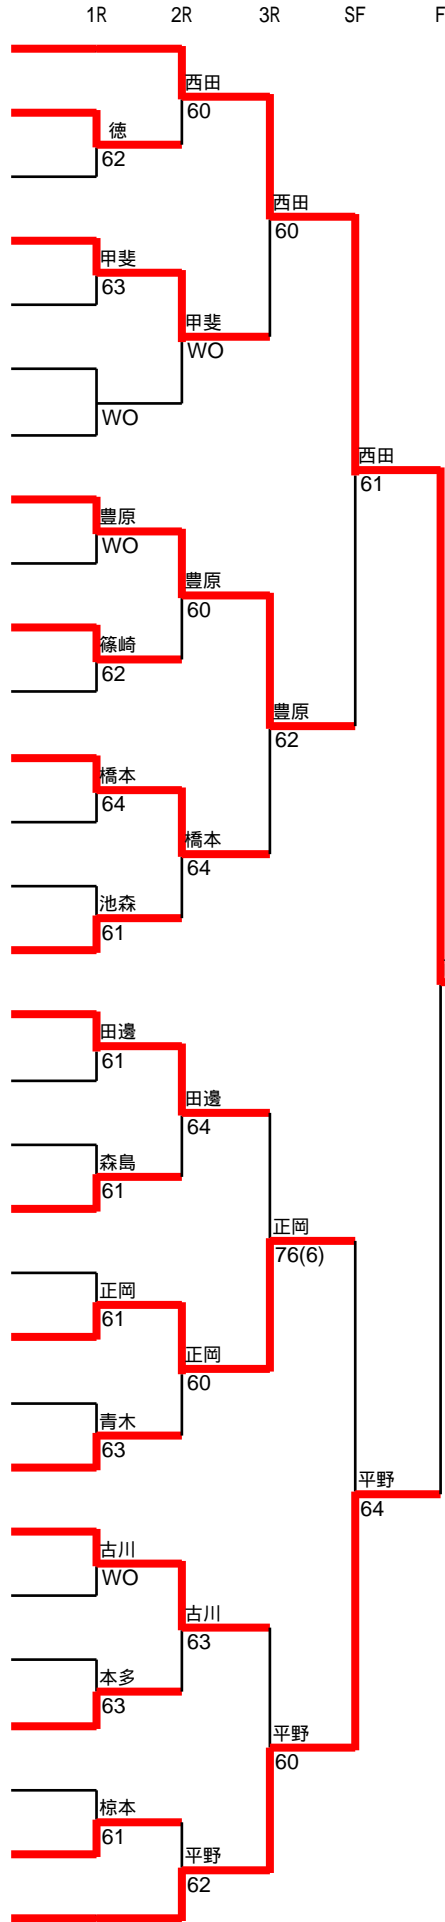 1R 2R 3R SF F
西田
60
徳
62
西田
60
甲斐
63
甲斐
WO
WO
西田
61
豊原
WO
豊原
60
篠崎
62
豊原
62
橋本
64
橋本
64
池森
61
田邊
61
田邊
64
森島
61
正岡
76(6)
正岡
61
正岡
60
青木
63
平野
64
古川
WO
古川
63
本多
63
平野
60
椋本
61
平野
62